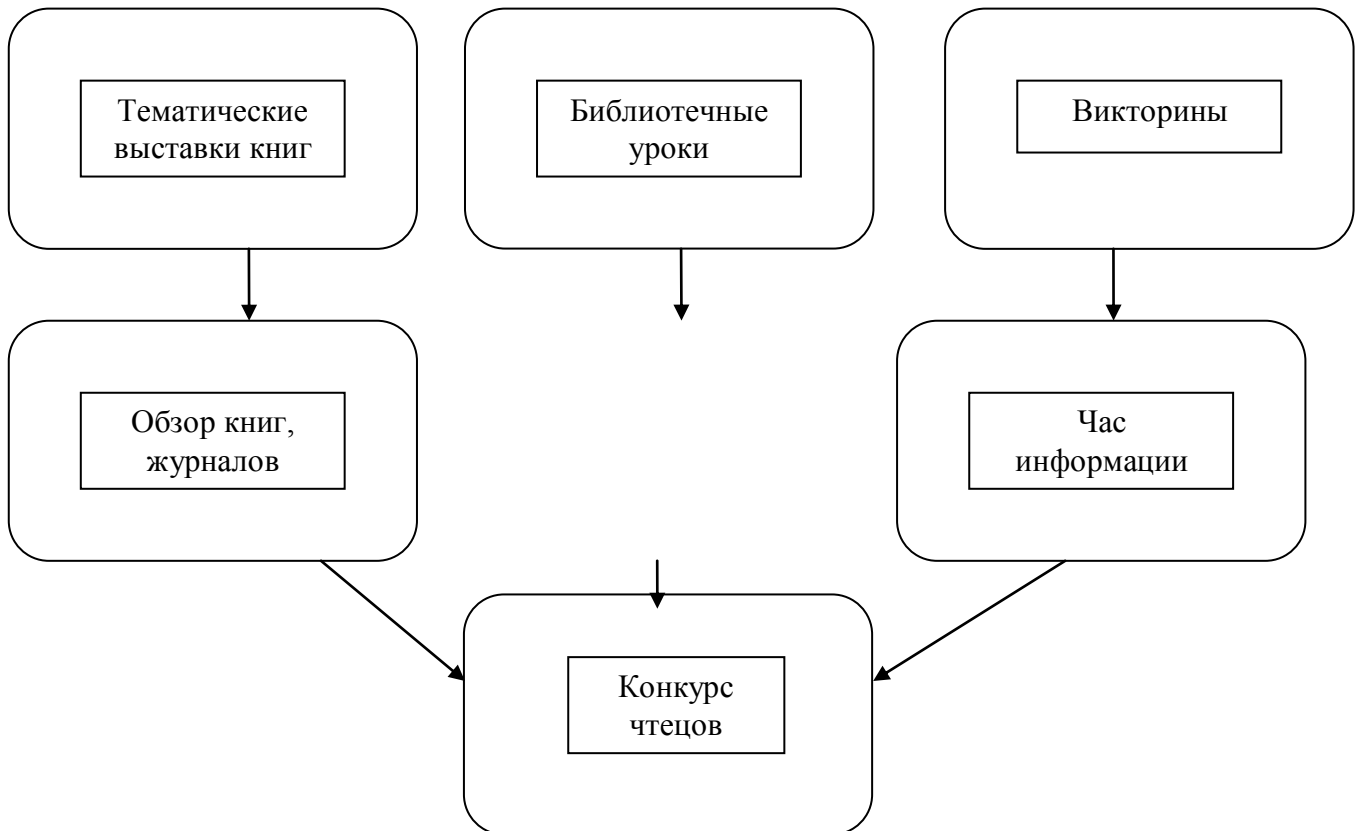 Тематические
выставки книг
Библиотечные
уроки
Викторины
Обзор книг,
журналов
Час
информации
Конкурс
чтецов